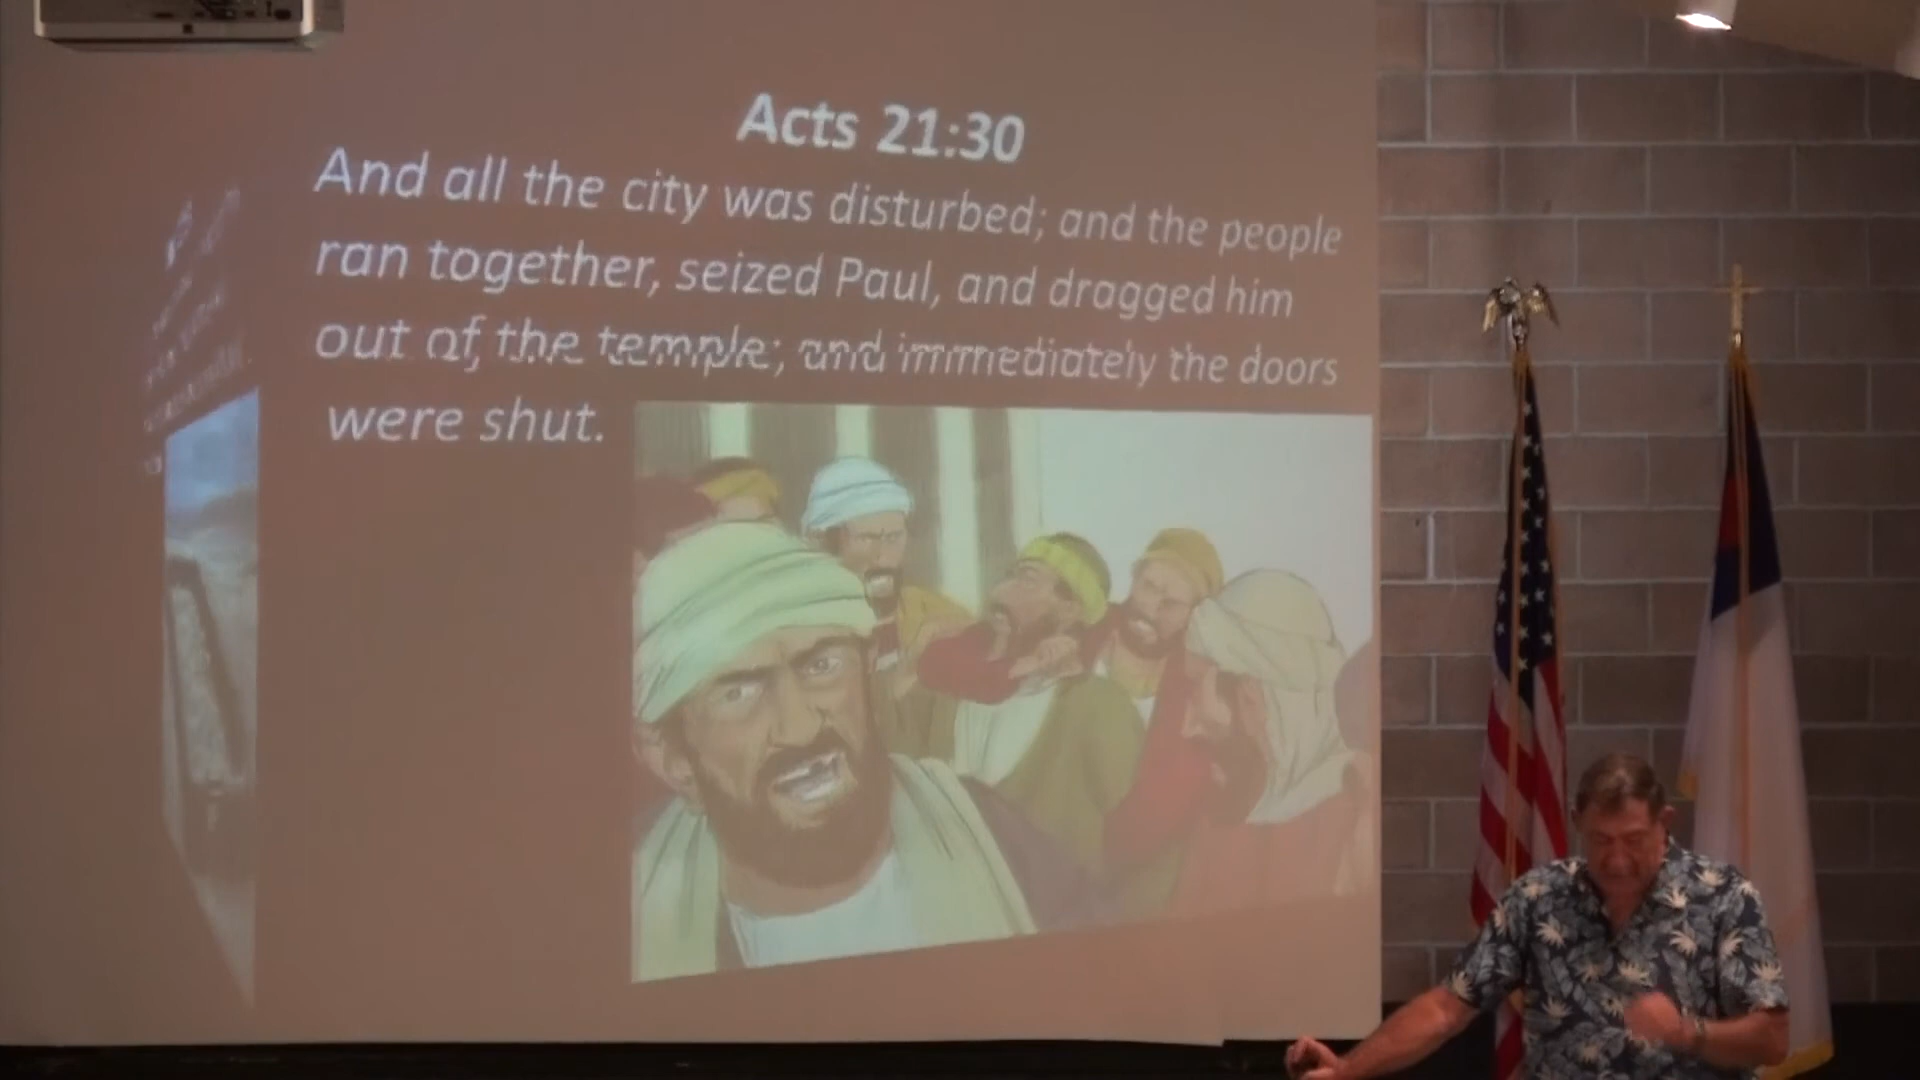 Acts 21:30
And all the city was disturbed; and the people
ran together, seized Paul, and dragged him
out of the temple; and immediately the doors
were shut.